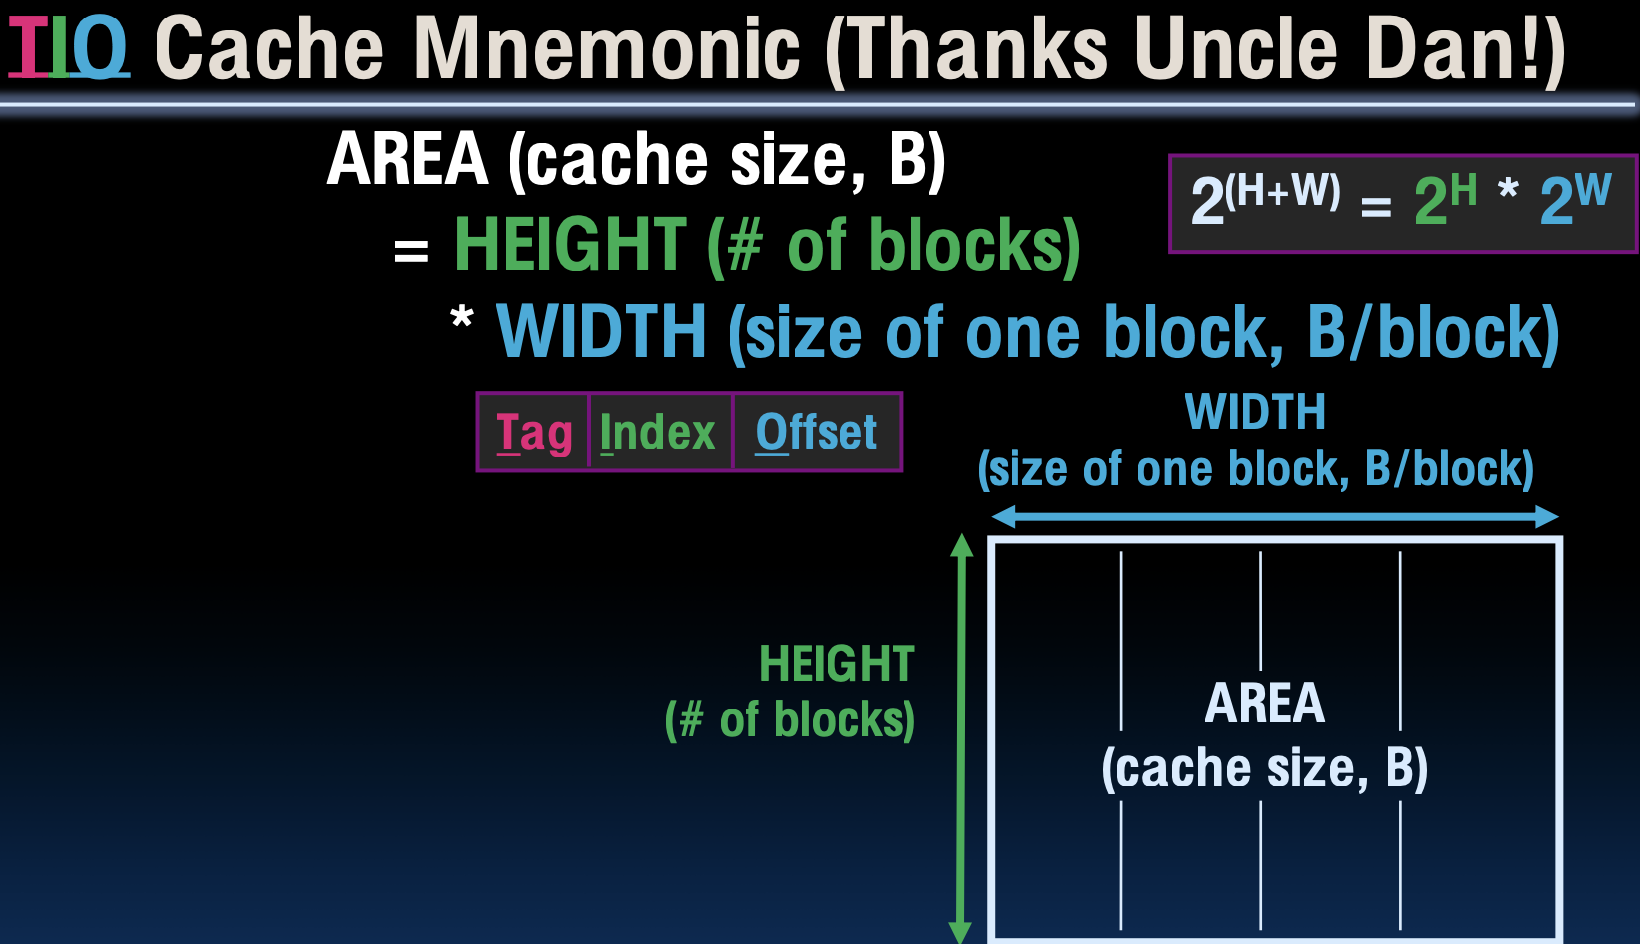 TIO Cache Mnemonic (Thanks Uncle Dan!)
AREA (cache size, B)
= HEIGHT (# of blocks)
* WIDTH (size of one block, B/block)
2^(H+W) = 2^H * 2^W
Tag Index Offset
WIDTH
(size of one block, B/block)
HEIGHT
(# of blocks)
AREA
(cache size, B)